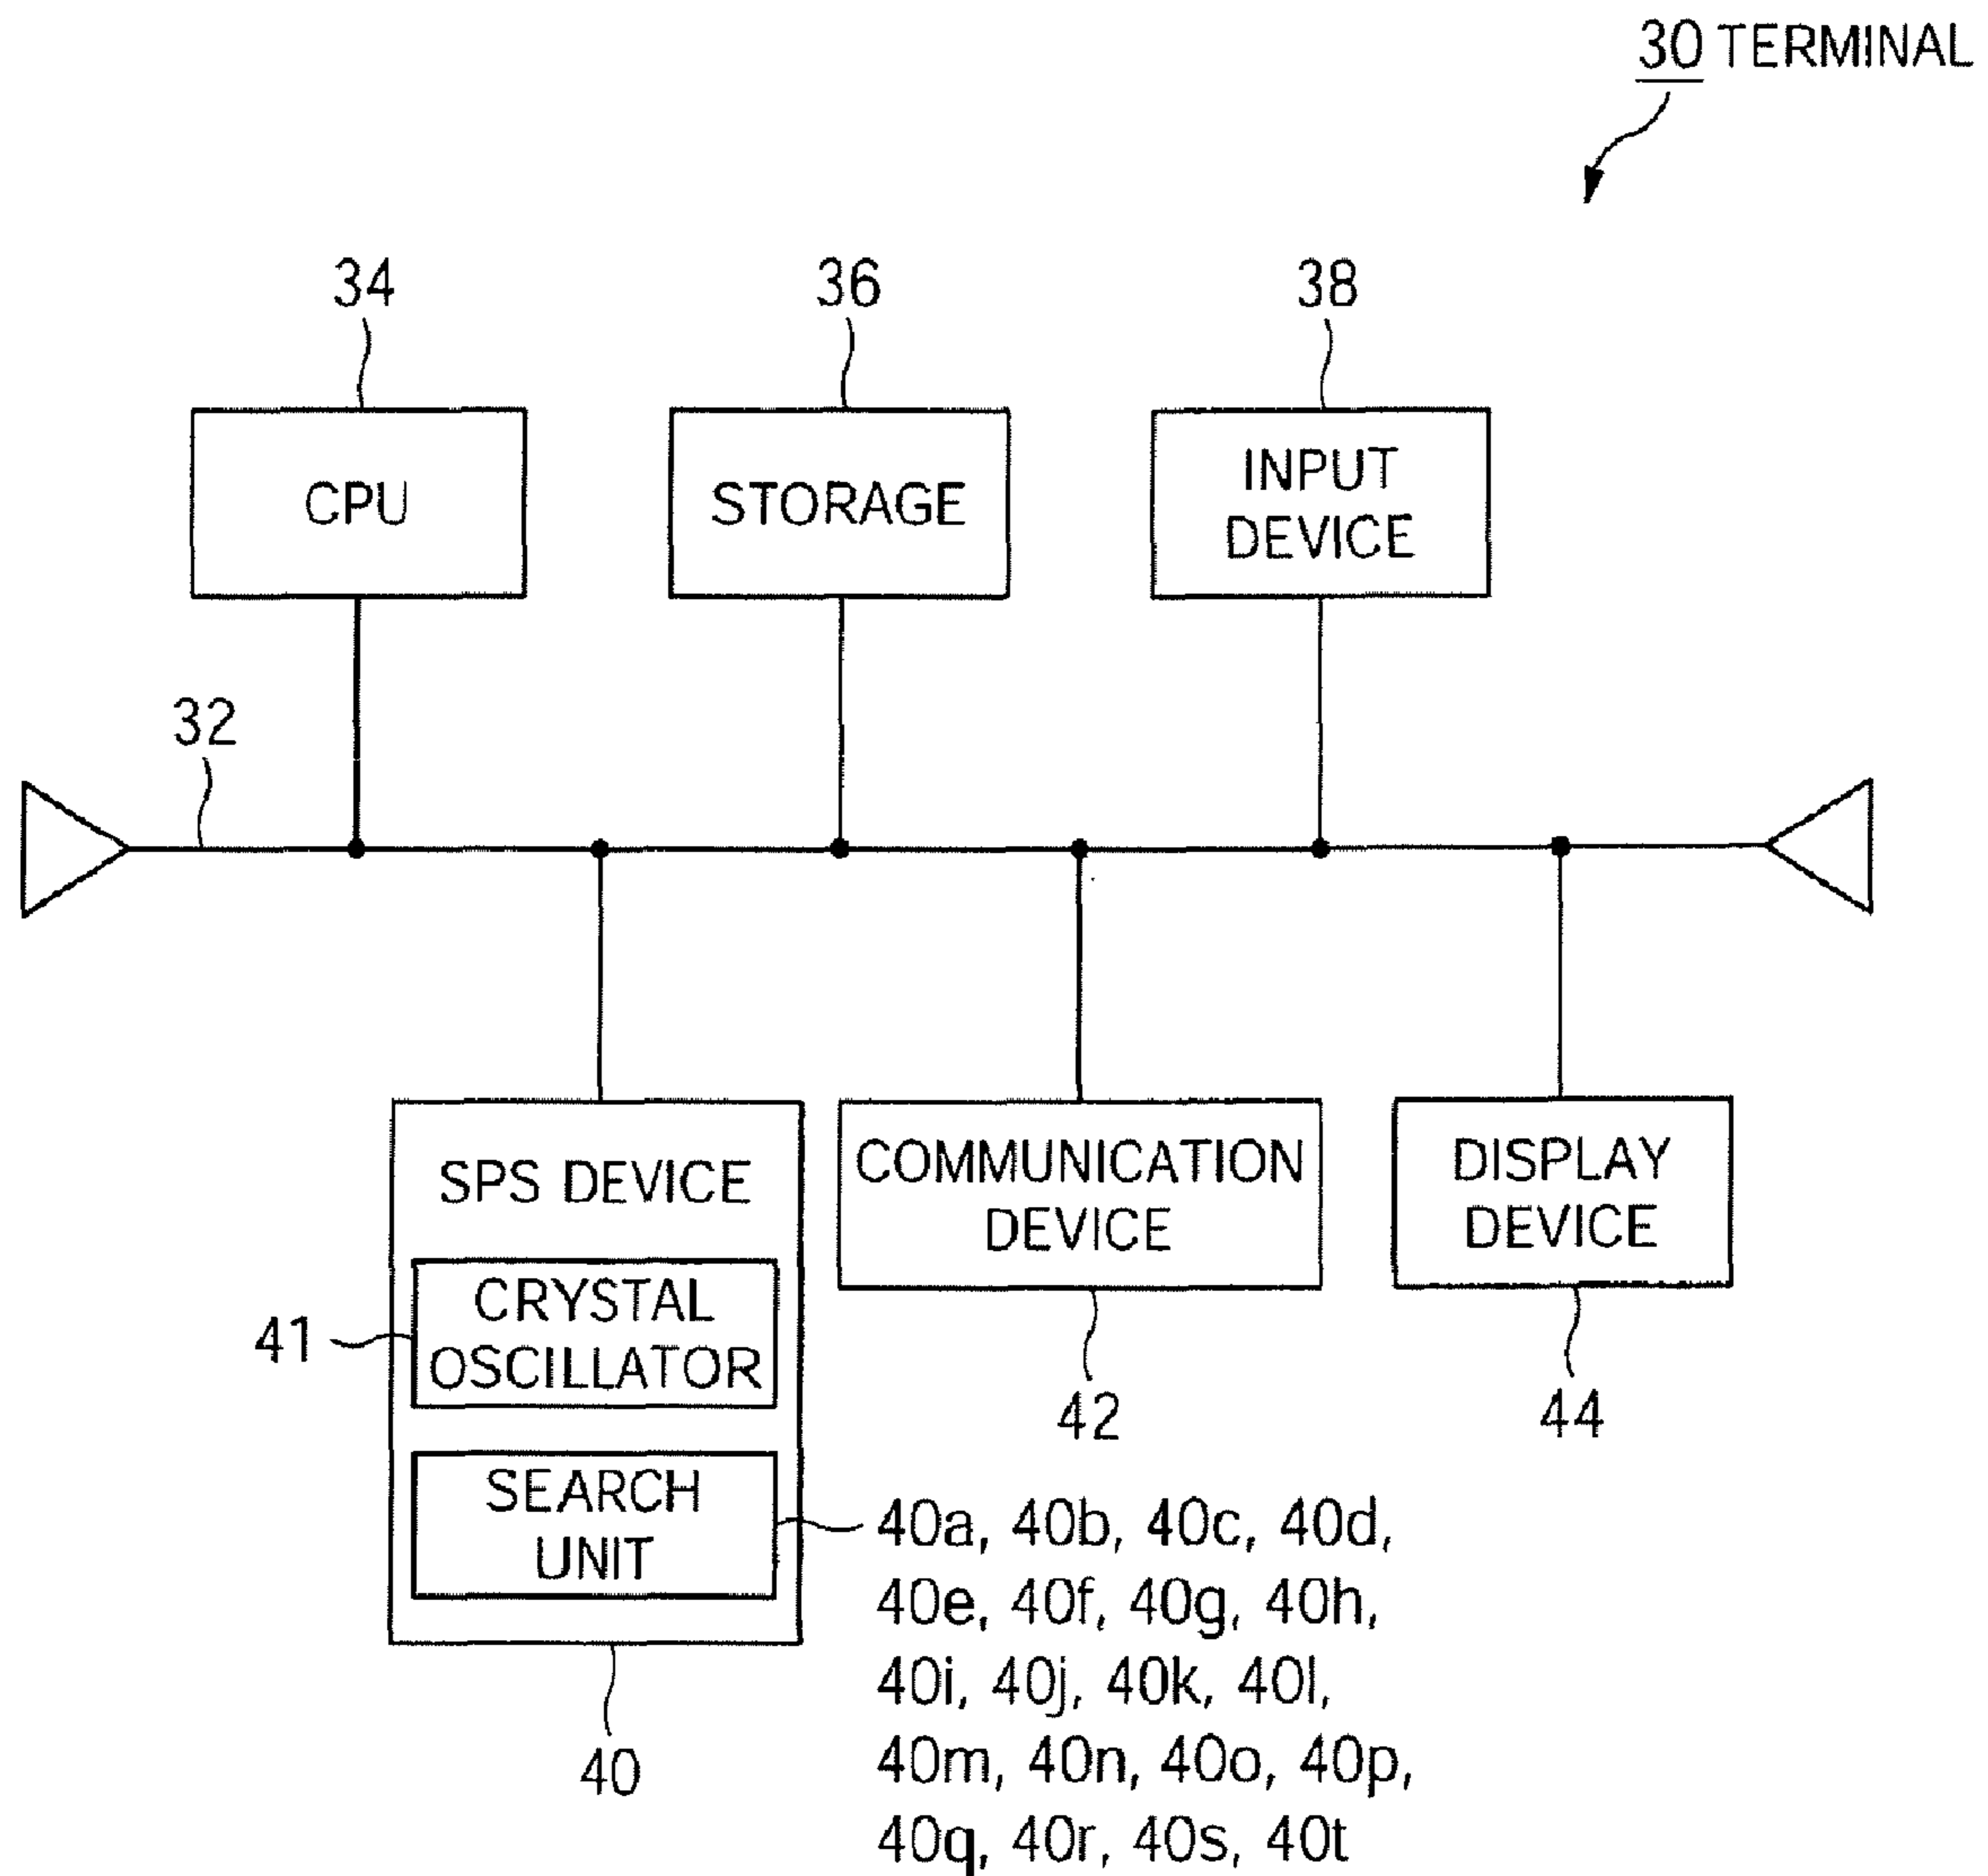 30 TERMINAL
34
36
38
CPU
STORAGE
INPUT
DEVICE
32
SPS DEVICE
CRYSTAL
OSCILLATOR
41
SEARCH
UNIT
40
COMMUNICATION
DEVICE
42
DISPLAY
DEVICE
44
40a, 40b, 40c, 40d,
40e, 40f, 40g, 40h,
40i, 40j, 40k, 40l,
40m, 40n, 40o, 40p,
40q, 40r, 40s, 40t